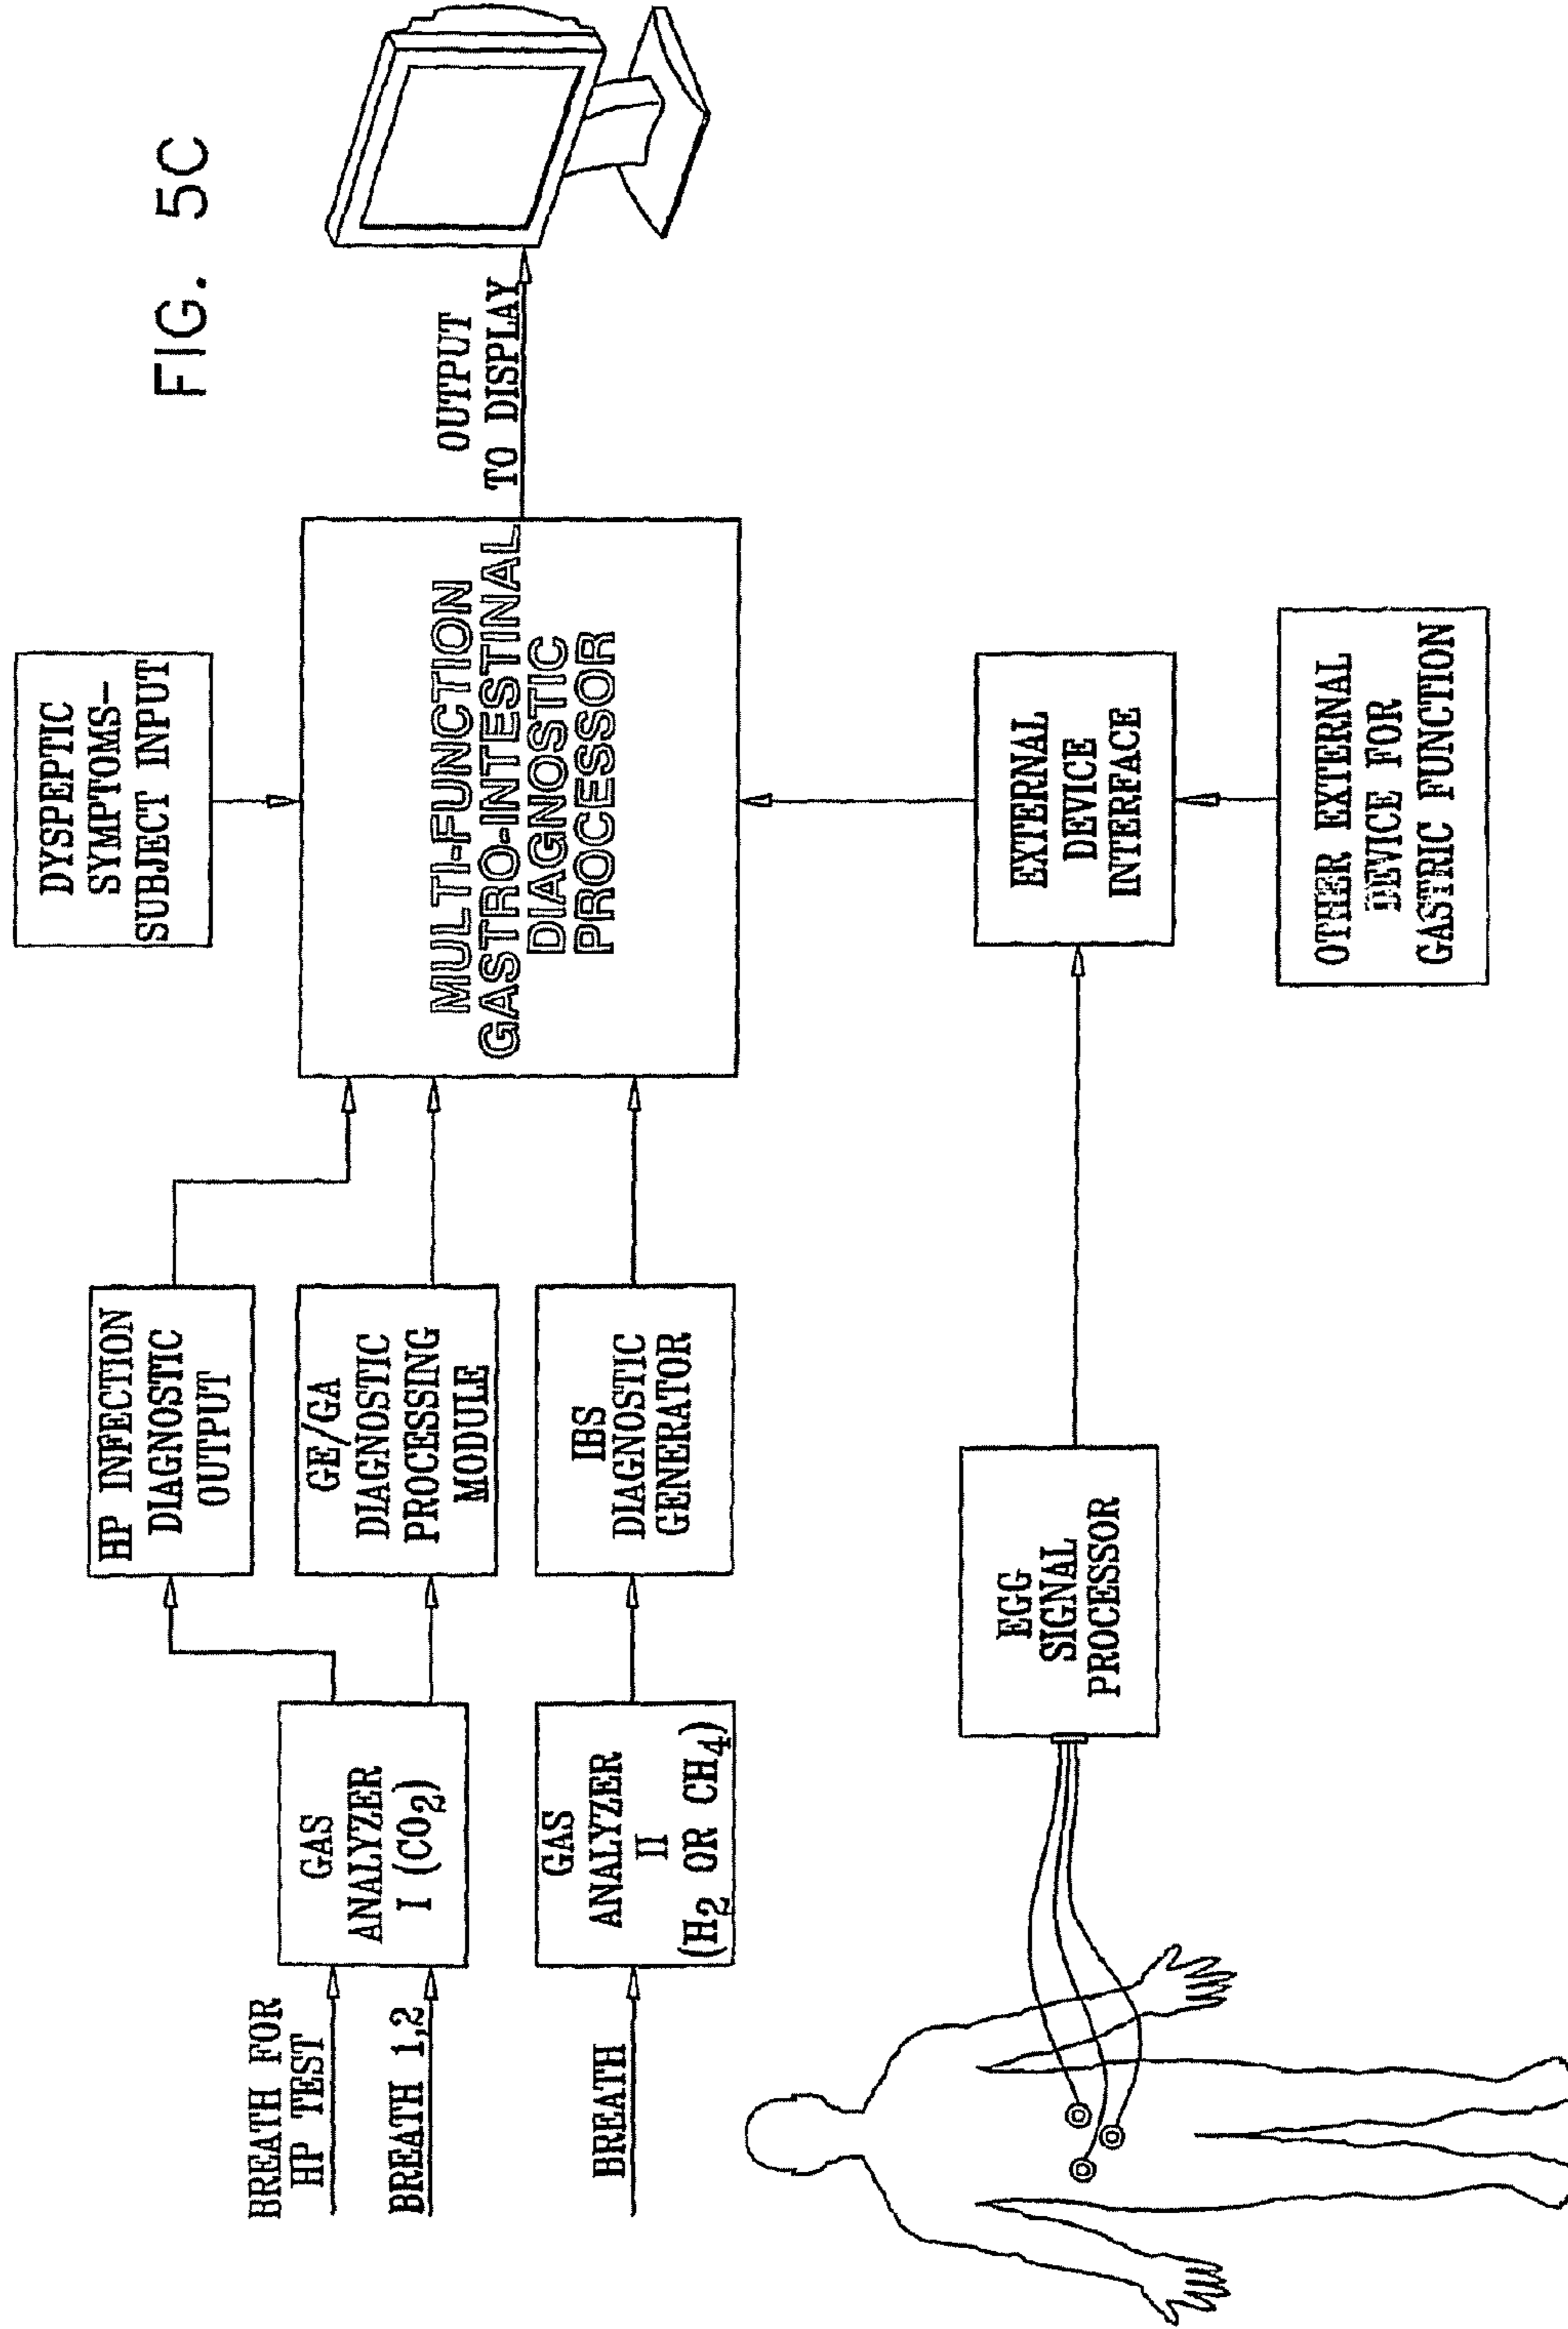 FIG. 5C
DYSPEPTIC
SYMPTOMS-
SUBJECT INPUT
BREATH FOR
HP TEST
BREATH 1,2
BREATH
GAS
ANALYZER
I (CO2)
GAS
ANALYZER
II
(H2 OR CH4)
HP INFECTION
DIAGNOSTIC
OUTPUT
GE/GA
DIAGNOSTIC
PROCESSING
MODULE
IBS
DIAGNOSTIC
GENERATOR
MULTI-FUNCTION
GASTRO-INTESTINAL
DIAGNOSTIC
PROCESSOR
OUTPUT
TO DISPLAY
EGG
SIGNAL
PROCESSOR
EXTERNAL
DEVICE
INTERFACE
OTHER EXTERNAL
DEVICE FOR
GASTRIC FUNCTION